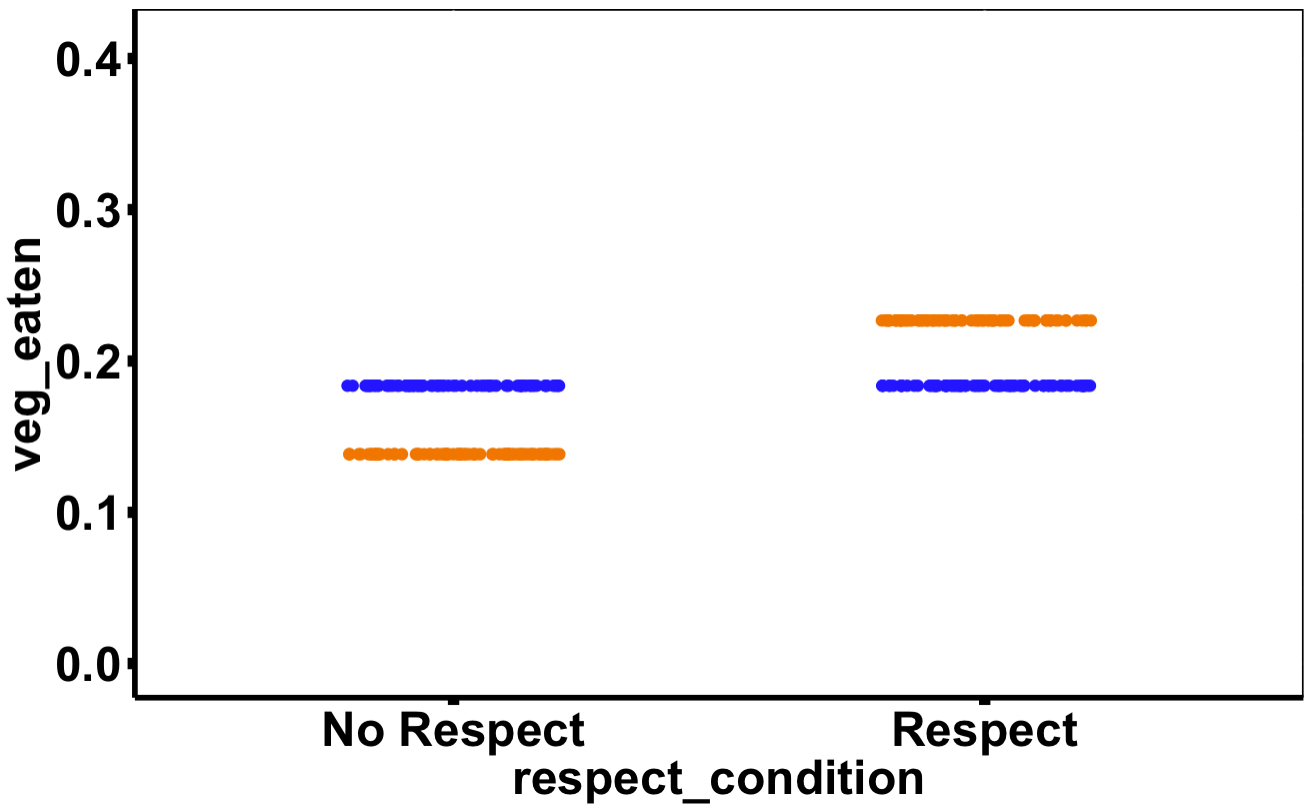 veg_eaten
0.4
0.3
0.2
0.1
0.0
No Respect
Respect
respect_condition